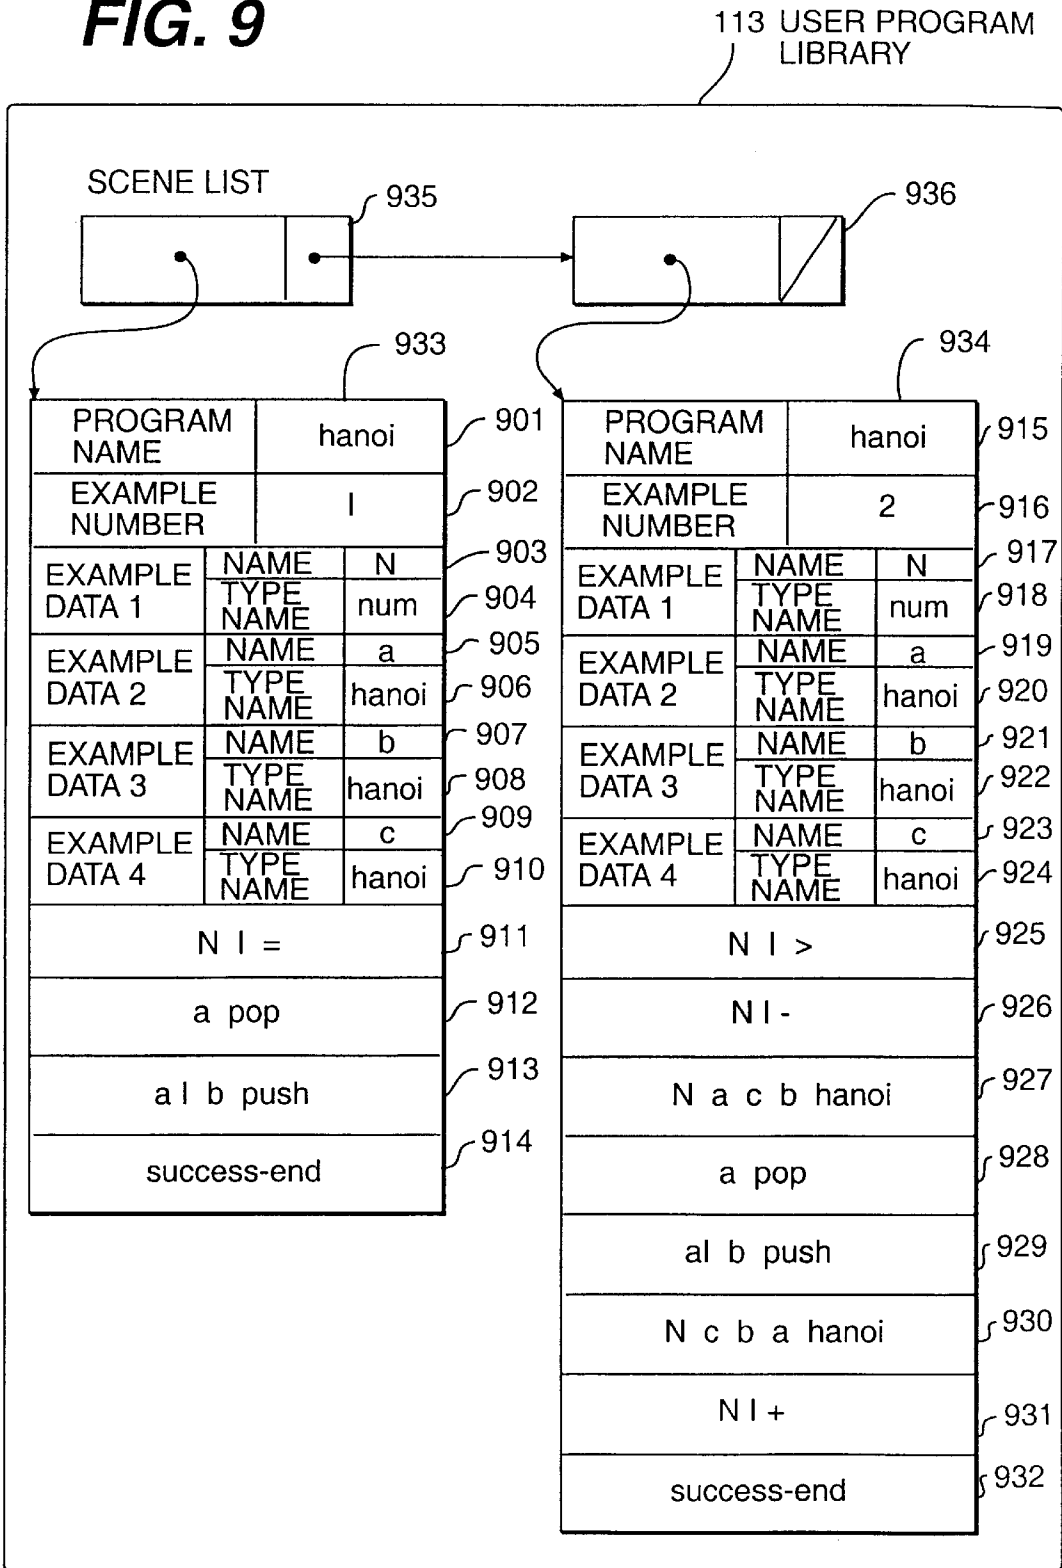 FIG. 9
113 USER PROGRAM
LIBRARY
SCENE LIST
935
936
933
PROGRAM
NAME
hanoi
901
EXAMPLE
NUMBER
1
902
EXAMPLE
DATA 1
NAME
N
903
TYPE
NAME
num
904
EXAMPLE
DATA 2
NAME
a
905
TYPE
NAME
hanoi
906
EXAMPLE
DATA 3
NAME
b
907
TYPE
NAME
hanoi
908
EXAMPLE
DATA 4
NAME
c
909
TYPE
NAME
hanoi
910
N 1 =
911
a pop
912
a1 b push
913
success-end
914
934
PROGRAM
NAME
hanoi
915
EXAMPLE
NUMBER
2
916
EXAMPLE
DATA 1
NAME
N
917
TYPE
NAME
num
918
EXAMPLE
DATA 2
NAME
a
919
TYPE
NAME
hanoi
920
EXAMPLE
DATA 3
NAME
b
921
TYPE
NAME
hanoi
922
EXAMPLE
DATA 4
NAME
c
923
TYPE
NAME
hanoi
924
N 1 >
925
N 1 -
926
N a c b hanoi
927
a pop
928
a1 b push
929
N c b a hanoi
930
N 1 +
931
success-end
932